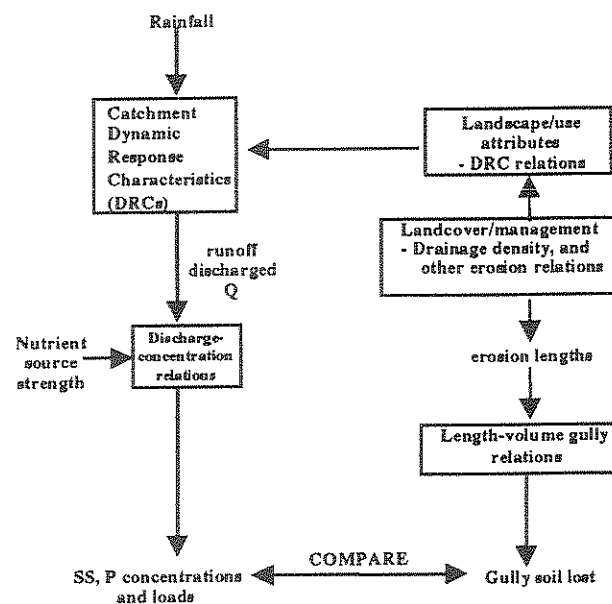 Rainfall
Catchment
Dynamic
Response
Characteristics
(DRCs)
Landscape/use
attributes
- DRC relations
Landcover/management
- Drainage density, and
other erosion relations
runoff
discharged
Q
Nutrient
source
strength
Discharge-
concentration
relations
erosion lengths
Length-volume gully
relations
COMPARE
SS, P concentrations
and loads
Gully soil lost